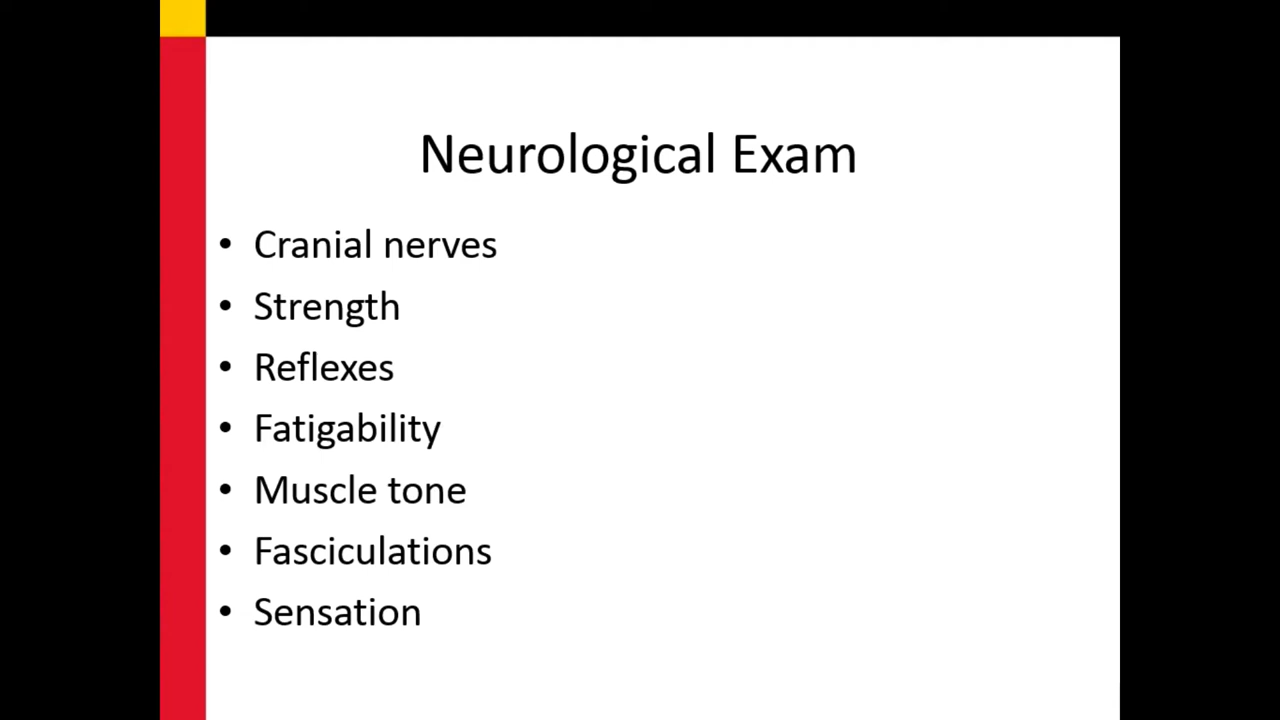 Neurological Exam
• Cranial nerves
• Strength
• Reflexes
• Fatigability
• Muscle tone
• Fasciculations
• Sensation